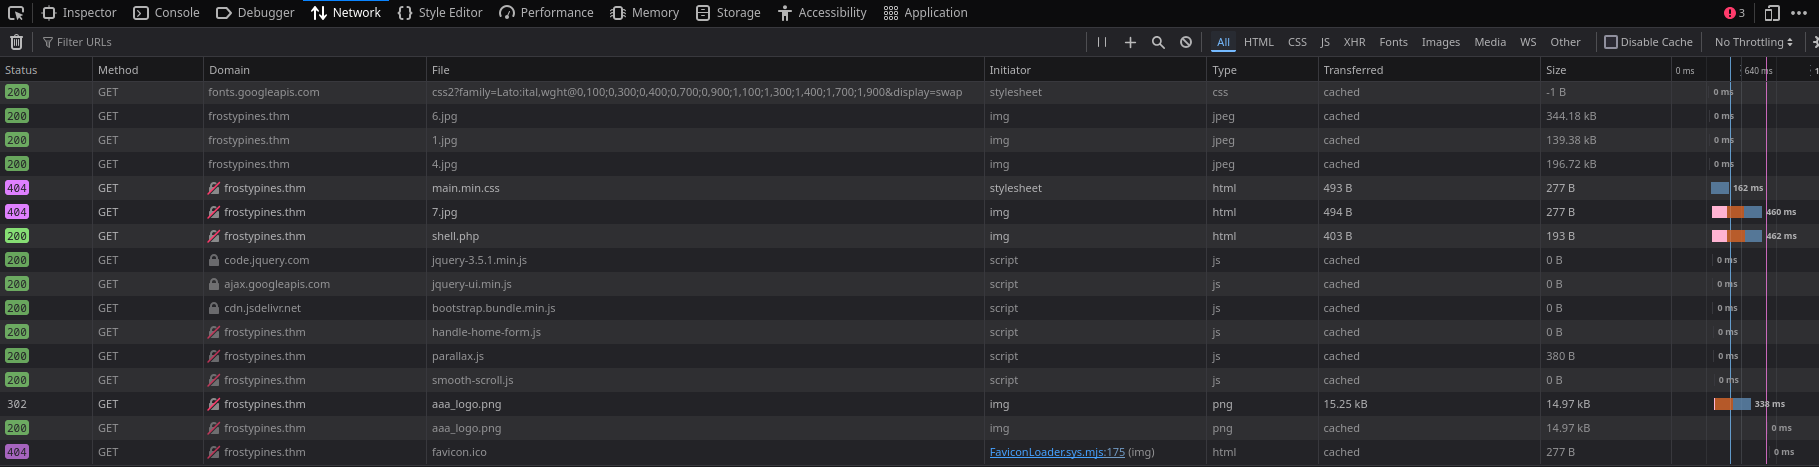 Inspector Console Debugger Network Style Editor Performance Memory Storage Accessibility Application 3
Filter URLs All HTML CSS JS XHR Fonts Images Media WS Other Disable Cache No Throttling
Status Method Domain File Initiator Type Transferred Size 0 ms 640 ms 1
200 GET fonts.googleapis.com css2?family=Lato:ital,wght@0,100;0,300;0,400;0,700;0,900;1,100;1,300;1,400;1,700;1,900&display=swap stylesheet css cached -1 B 0 ms
200 GET frostypines.thm 6.jpg img jpeg cached 344.18 kB 0 ms
200 GET frostypines.thm 1.jpg img jpeg cached 139.38 kB 0 ms
200 GET frostypines.thm 4.jpg img jpeg cached 196.72 kB 0 ms
404 GET frostypines.thm main.min.css stylesheet html 493 B 277 B 162 ms
404 GET frostypines.thm 7.jpg img html 494 B 277 B 460 ms
200 GET frostypines.thm shell.php img html 403 B 193 B 462 ms
200 GET code.jquery.com jquery-3.5.1.min.js script js cached 0 B 0 ms
200 GET ajax.googleapis.com jquery-ui.min.js script js cached 0 B 0 ms
200 GET cdn.jsdelivr.net bootstrap.bundle.min.js script js cached 0 B 0 ms
200 GET frostypines.thm handle-home-form.js script js cached 0 B 0 ms
200 GET frostypines.thm parallax.js script js cached 380 B 0 ms
200 GET frostypines.thm smooth-scroll.js script js cached 0 B 0 ms
302 GET frostypines.thm aaa_logo.png img png 15.25 kB 14.97 kB 338 ms
200 GET frostypines.thm aaa_logo.png img png cached 14.97 kB 0 ms
404 GET frostypines.thm favicon.ico FaviconLoader.sys.mjs:175 (img) html cached 277 B 0 ms